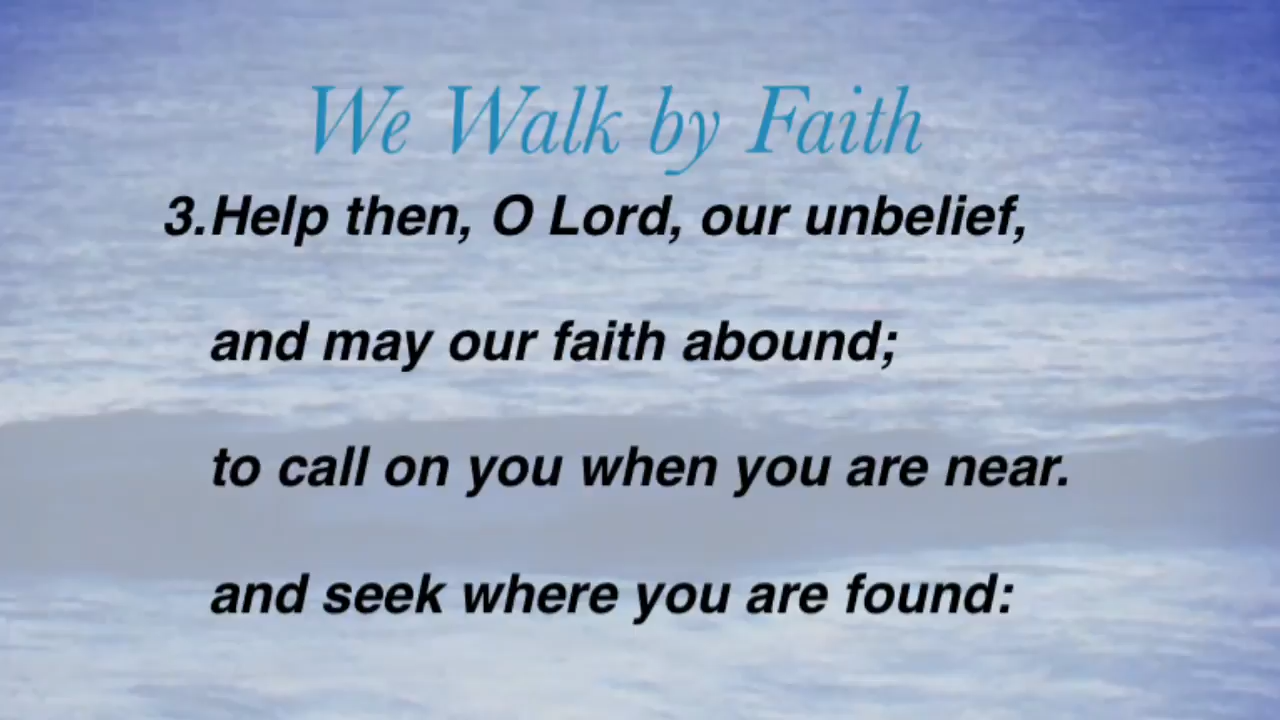 We Walk by Faith
3.Help then, O Lord, our unbelief,
and may our faith abound;
to call on you when you are near.
and seek where you are found: